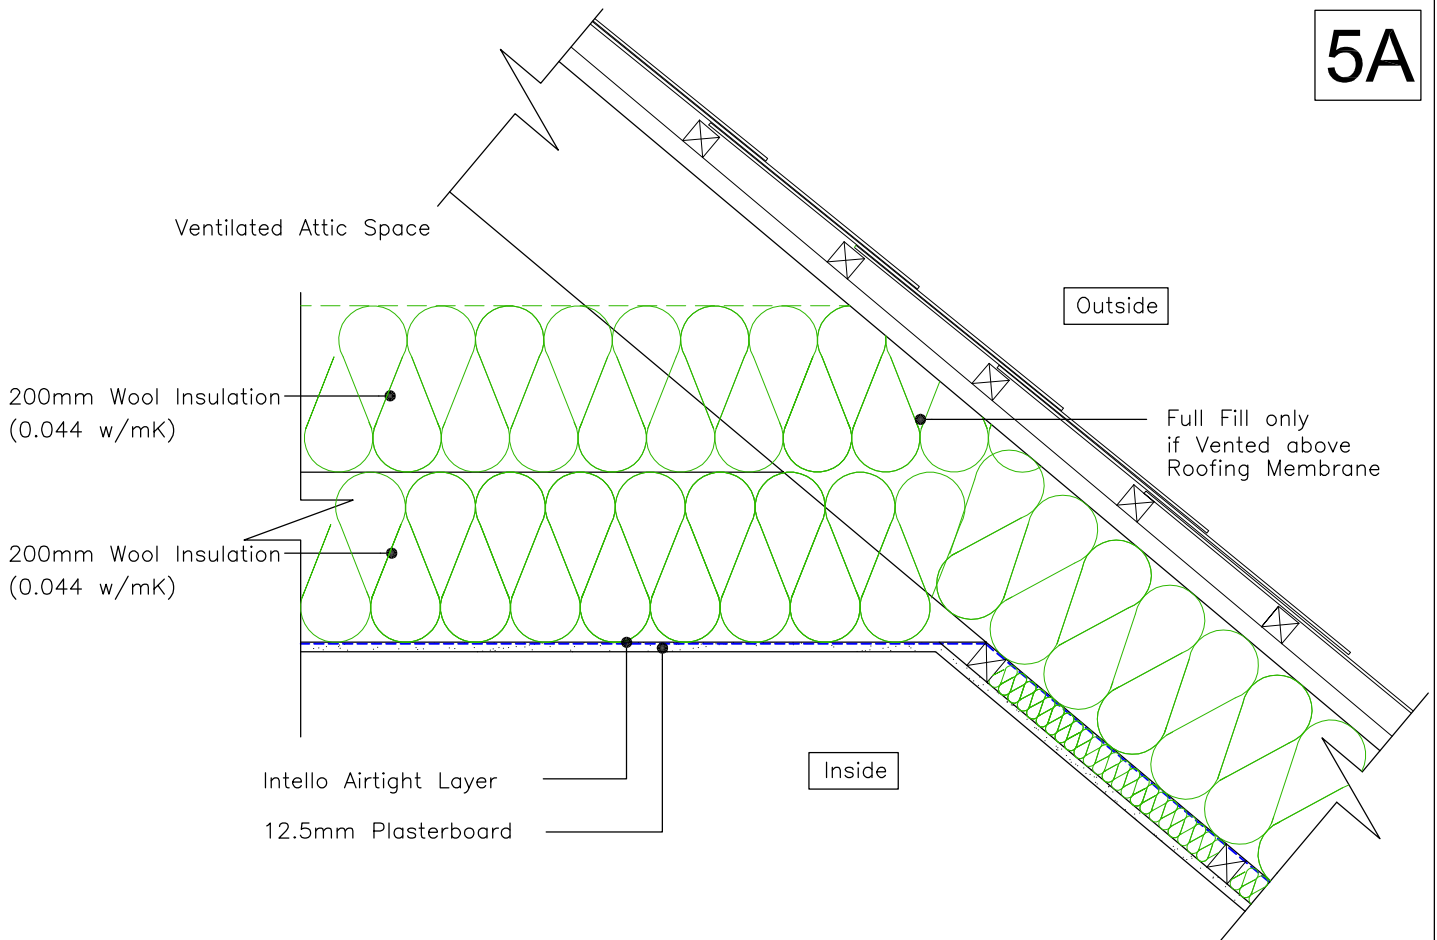 5A
Ventilated Attic Space
Outside
200mm Wool Insulation
(0.044 w/mK)
Full Fill only
if Vented above
Roofing Membrane
200mm Wool Insulation
(0.044 w/mK)
Inside
Intello Airtight Layer
12.5mm Plasterboard